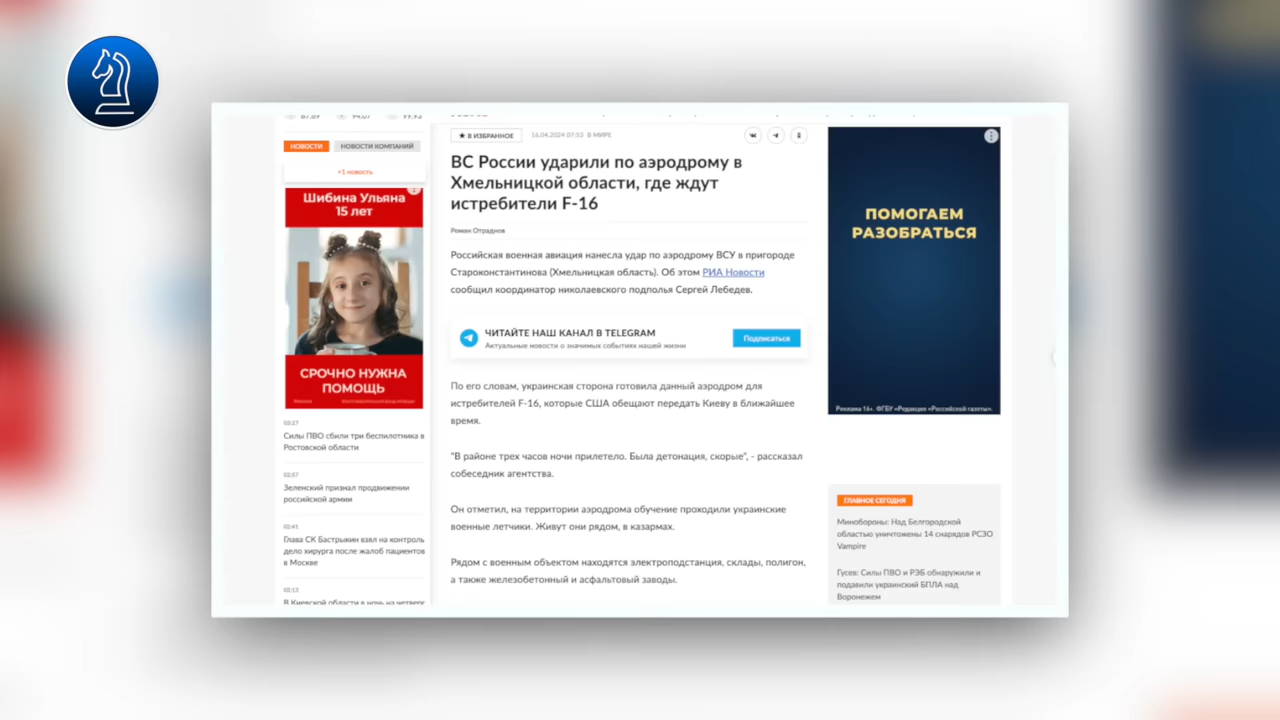 НОВОСТИ
НОВОСТИ КОМПАНИЙ
+1 новость
Шибина Ульяна
15 лет
СРОЧНО НУЖНА
ПОМОЩЬ
03:27
Силы ПВО сбили три беспилотника в
Ростовской области
02:57
Зеленский признал продвижении
российской армии
02:41
Глава СК Бастрыкин взял на контроль
дело хирурга после жалоб пациентов
в Москве
02:13
В Киевской области в ночь на четверг
★ В ИЗБРАННОЕ
16.04.2024 07:53 В МИРЕ
ВС России ударили по аэродрому в
Хмельницкой области, где ждут
истребители F-16
Роман Отраднов
Российская военная авиация нанесла удар по аэродрому ВСУ в пригороде
Староконстантинова (Хмельницкая область). Об этом РИА Новости
сообщил координатор николаевского подполья Сергей Лебедев.
ЧИТАЙТЕ НАШ КАНАЛ В TELEGRAM
Актуальные новости о значимых событиях нашей жизни
Подписаться
По его словам, украинская сторона готовила данный аэродром для
истребителей F-16, которые США обещают передать Киеву в ближайшее
время.
"В районе трех часов ночи прилетело. Была детонация, скорые", - рассказал
собеседник агентства.
Он отметил, на территории аэродрома обучение проходили украинские
военные летчики. Живут они рядом, в казармах.
Рядом с военным объектом находятся электроподстанция, склады, полигон,
а также железобетонный и асфальтовый заводы.
ПОМОГАЕМ
РАЗОБРАТЬСЯ
Реклама 16+. ФГБУ «Редакция «Российской газеты».
ГЛАВНОЕ СЕГОДНЯ
Минобороны: Над Белгородской
областью уничтожены 14 снарядов РСЗО
Vampire
Гусев: Силы ПВО и РЭБ обнаружили и
подавили украинский БПЛА над
Воронежем